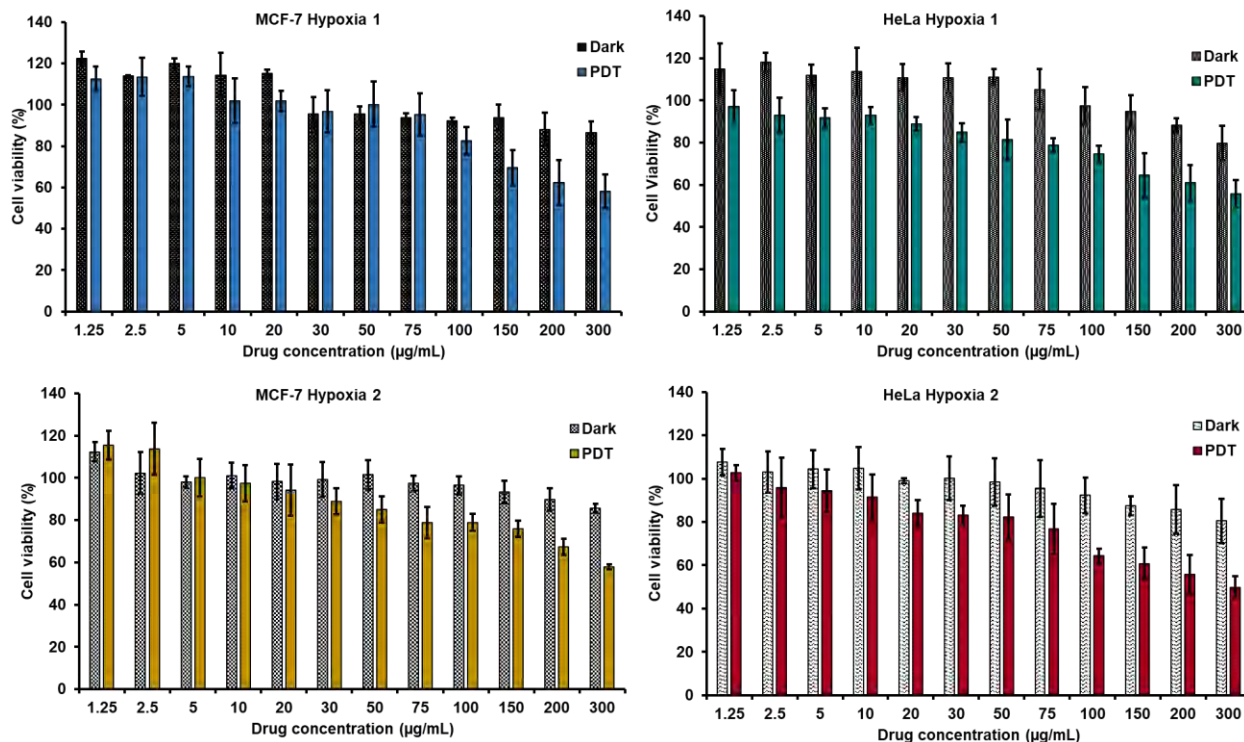 MCF-7 Hypoxia 1
140
120
100
80
60
40
20
0
Cell viability (%)
Dark
PDT
1.25 2.5 5 10 20 30 50 75 100 150 200 300
Drug concentration (µg/mL)
HeLa Hypoxia 1
140
120
100
80
60
40
20
0
Cell Viability (%)
Dark
PDT
1.25 2.5 5 10 20 30 50 75 100 150 200 300
Drug concentration (µg/mL)
MCF-7 Hypoxia 2
140
120
100
80
60
40
20
0
Cell viability (%)
Dark
PDT
1.25 2.5 5 10 20 30 50 75 100 150 200 300
Drug concentration (µg/mL)
HeLa Hypoxia 2
140
120
100
80
60
40
20
0
Cell viability (%)
Dark
PDT
1.25 2.5 5 10 20 30 50 75 100 150 200 300
Drug concentration (µg/mL)